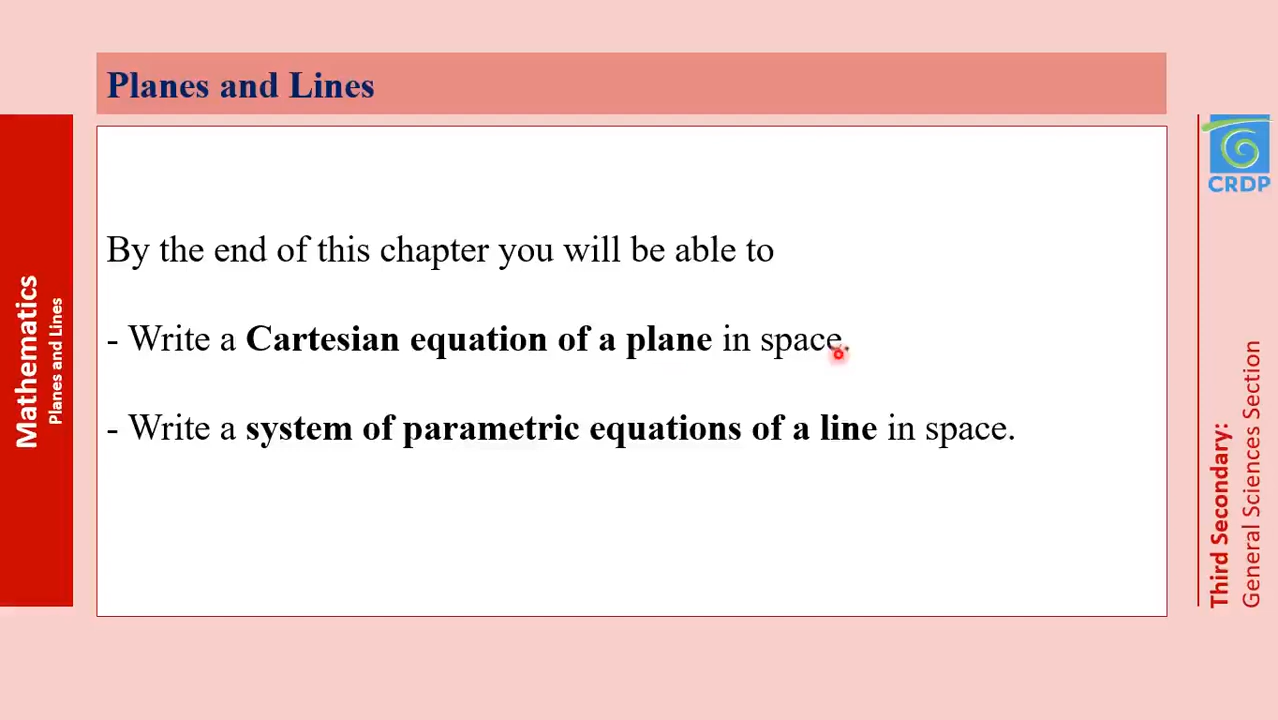 Planes and Lines
Mathematics
Planes and Lines
By the end of this chapter you will be able to
- Write a Cartesian equation of a plane in space.
- Write a system of parametric equations of a line in space.
CRDP
Third Secondary:
General Sciences Section